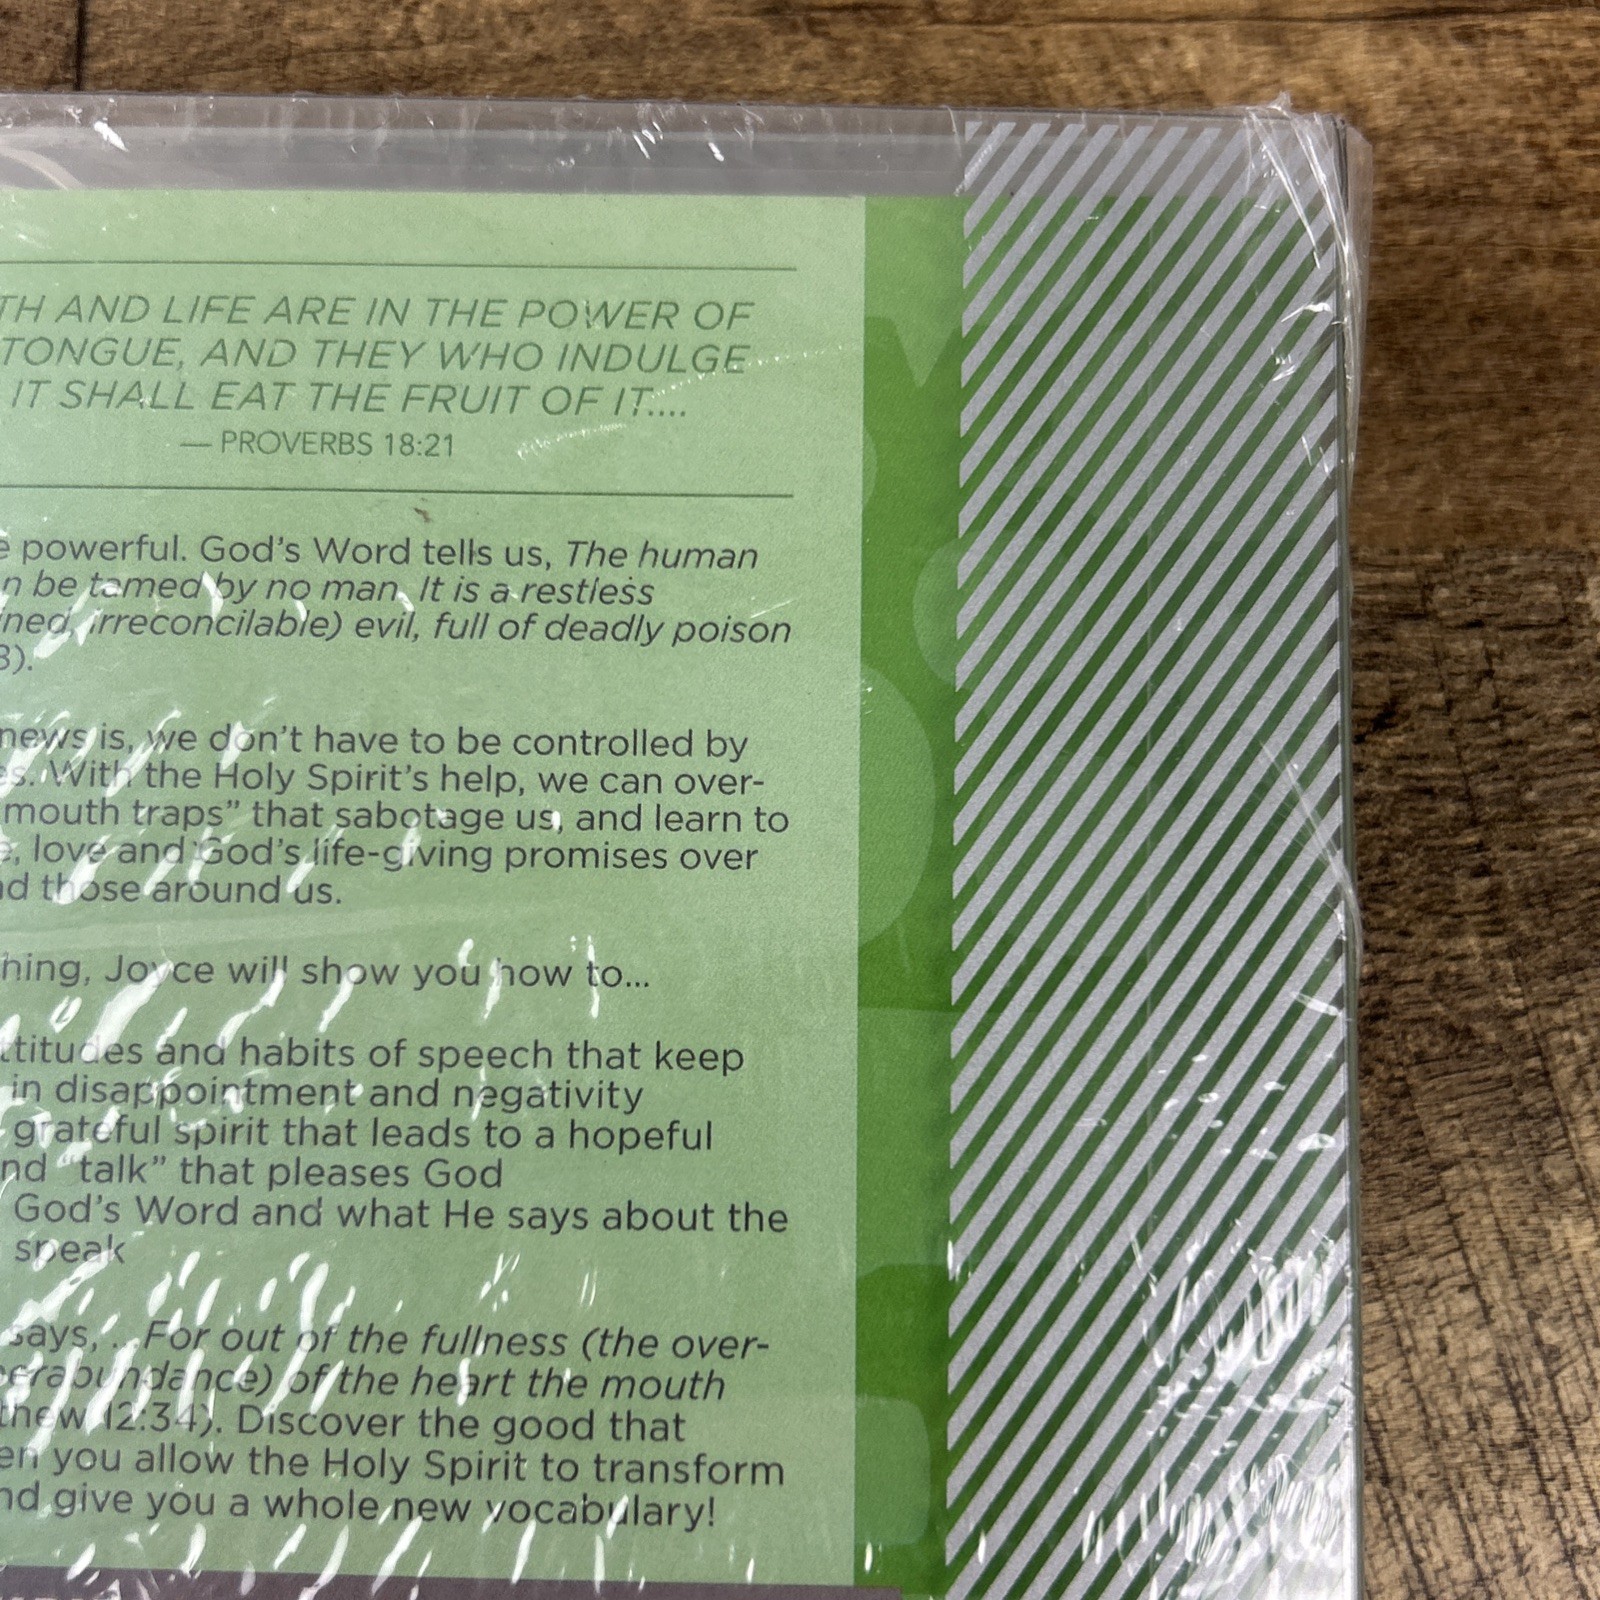 TH AND LIFE ARE IN THE POWER OF
TONGUE, AND THEY WHO INDULGE
IT SHALL EAT THE FRUIT OF IT....
— PROVERBS 18:21
e powerful. God's Word tells us, The human
n be tamed by no man. It is a restless
ined, irreconcilable) evil, full of deadly poison
8).
news is, we don't have to be controlled by
es. With the Holy Spirit's help, we can over-
mouth traps" that sabotage us, and learn to
e, love and God's life-giving promises over
nd those around us.
hing, Joyce will show you how to...
ttitudes and habits of speech that keep
in disappointment and negativity
grateful spirit that leads to a hopeful
nd "talk" that pleases God
God's Word and what He says about the
speak
says, ...For out of the fullness (the over-
erabundance) of the heart the mouth
thew 12:34). Discover the good that
en you allow the Holy Spirit to transform
nd give you a whole new vocabulary!